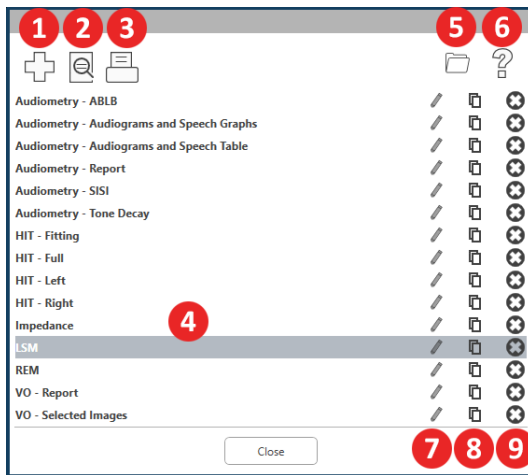 1 2 3 5 6
?
Audiometry - ABLB
Audiometry - Audiograms and Speech Graphs
Audiometry - Audiograms and Speech Table
Audiometry - Report
Audiometry - SISI
Audiometry - Tone Decay
HIT - Fitting
HIT - Full
HIT - Left
HIT - Right
Impedance
4
LSM
REM
VO - Report
VO - Selected Images
Close
7 8 9